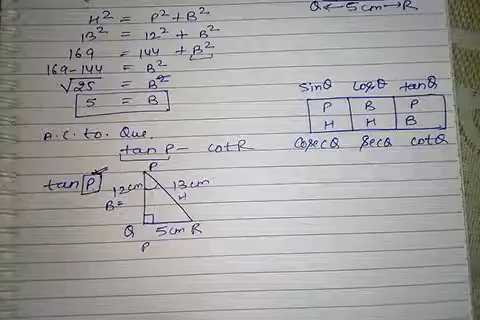 H² = P² + B²
Q ← 5cm → R
13² = 12² + B²
169 = 144 + B²
169 - 144 = B²
√25 = B²
5 = B
sinθ cosθ tanθ
P B P
H H B
cosecθ secθ cotθ
A.C. to. Que.
tan P - cot R
P
tan P
12cm 13cm
B= H
Q 5cm R
P